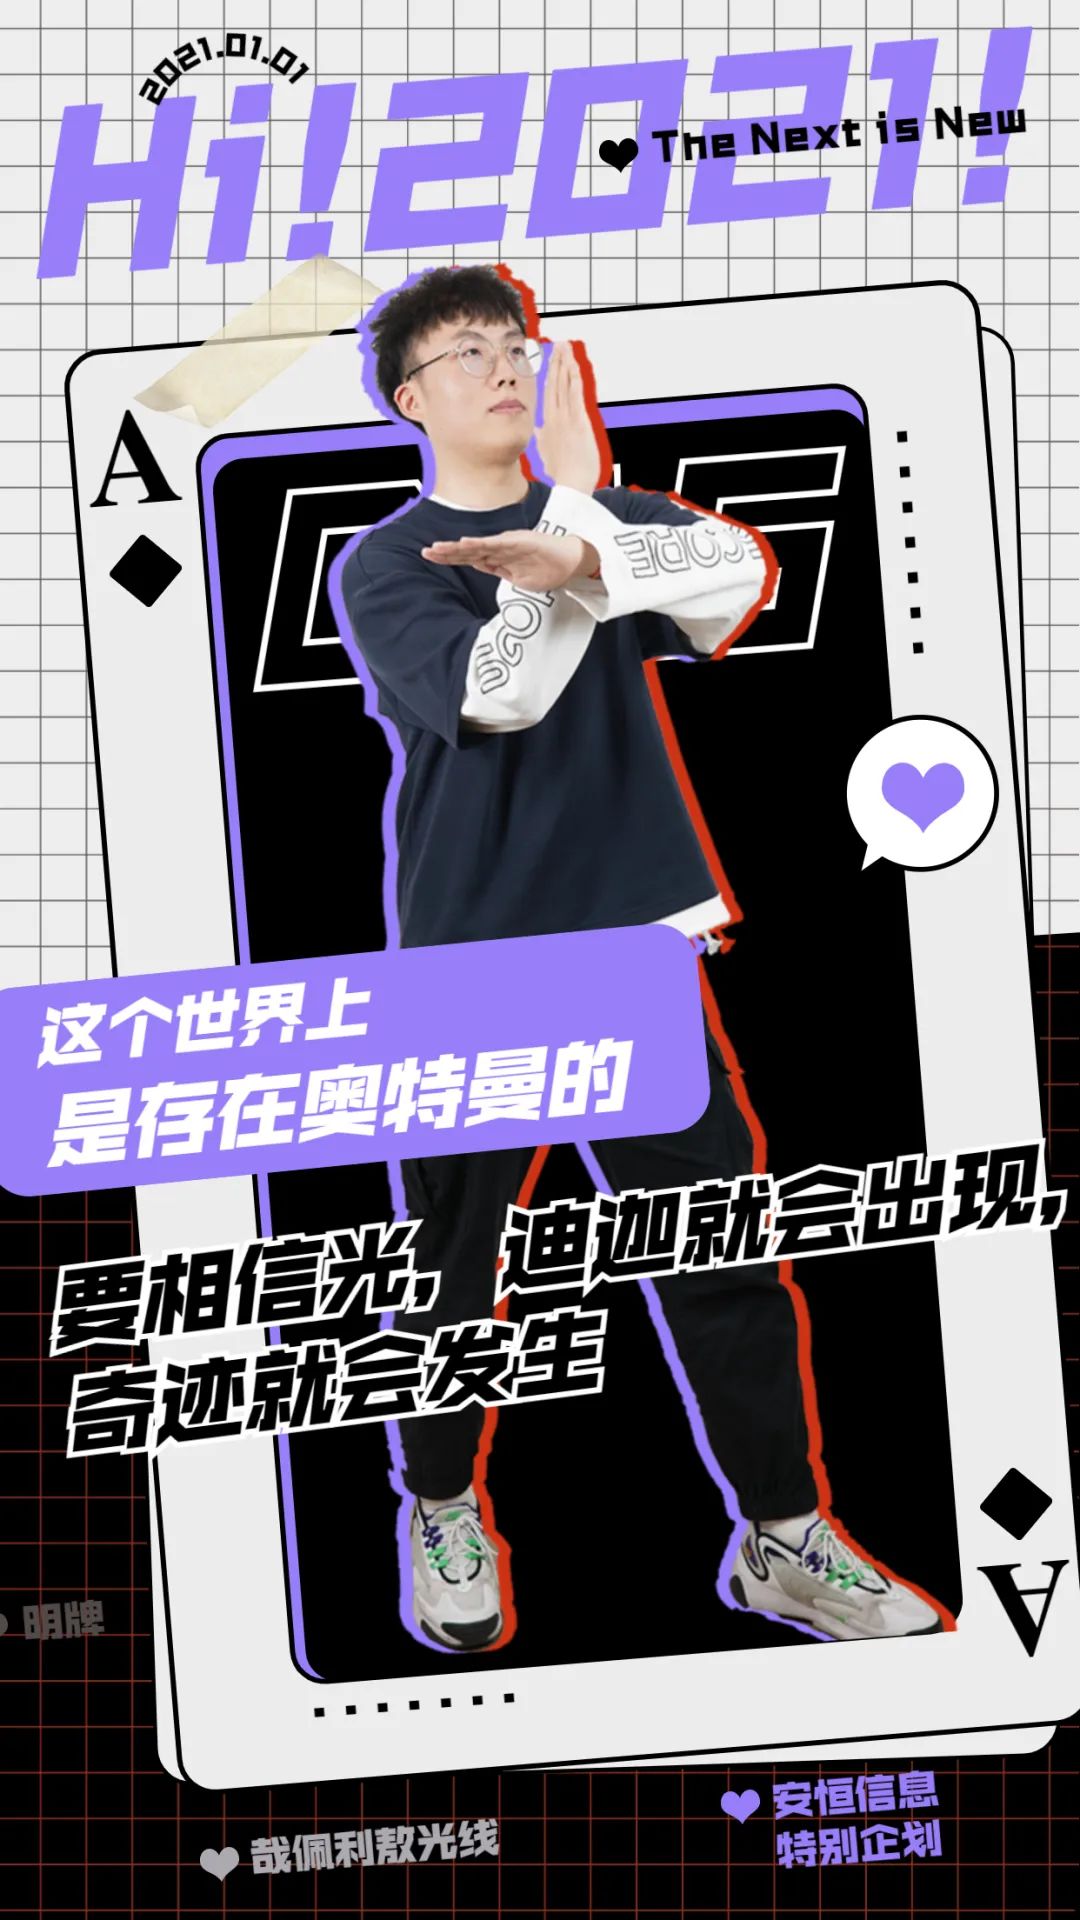 2021.01.01
Hi!2021!
The Next is New
A
这个世界上
是存在奥特曼的
要相信光，迪迦就会出现，
奇迹就会发生
A
明牌
安恒信息
特别企划
哉佩利敖光线